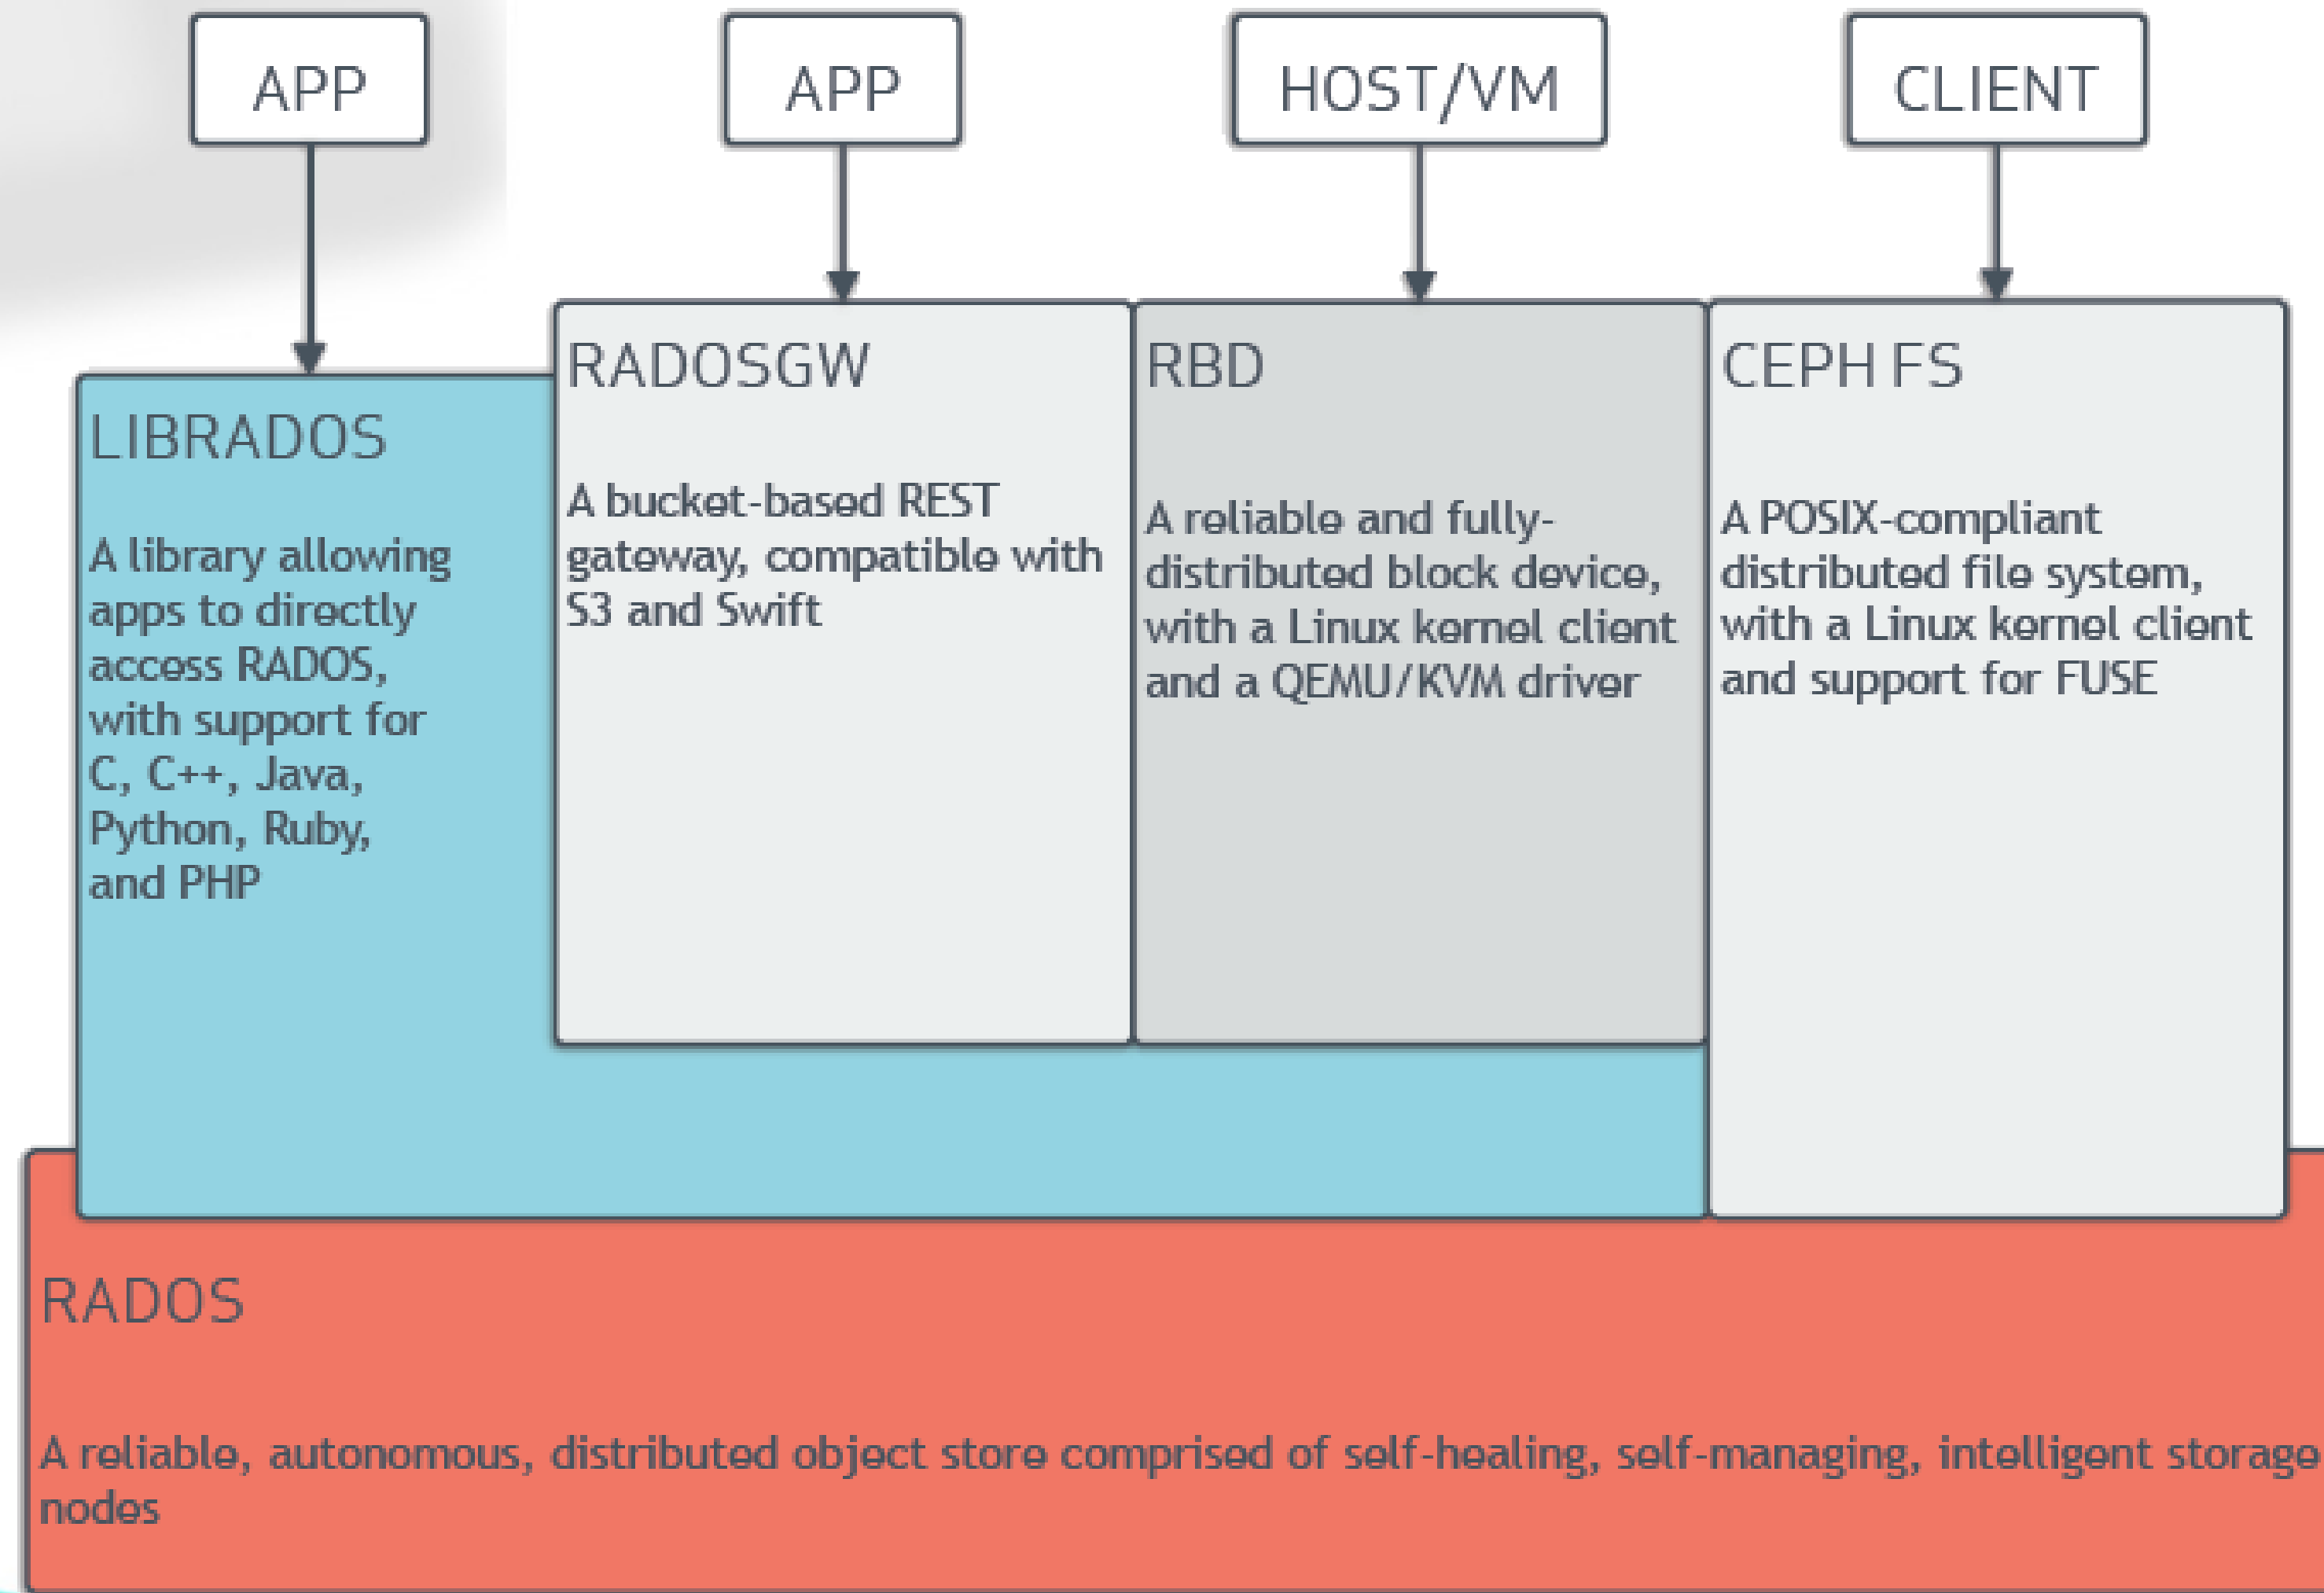 APP
APP
HOST/VM
CLIENT
LIBRADOS
A library allowing
apps to directly
access RADOS,
with support for
C, C++, Java,
Python, Ruby,
and PHP
RADOSGW
A bucket-based REST
gateway, compatible with
S3 and Swift
RBD
A reliable and fully-
distributed block device,
with a Linux kernel client
and a QEMU/KVM driver
CEPH FS
A POSIX-compliant
distributed file system,
with a Linux kernel client
and support for FUSE
RADOS
A reliable, autonomous, distributed object store comprised of self-healing, self-managing, intelligent storage
nodes